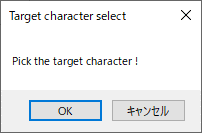 Target character select
Pick the target character !
OK
キャンセル